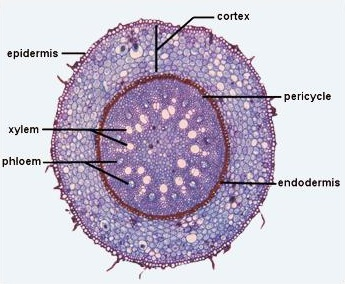 cortex
epidermis
pericycle
xylem
phloem
endodermis